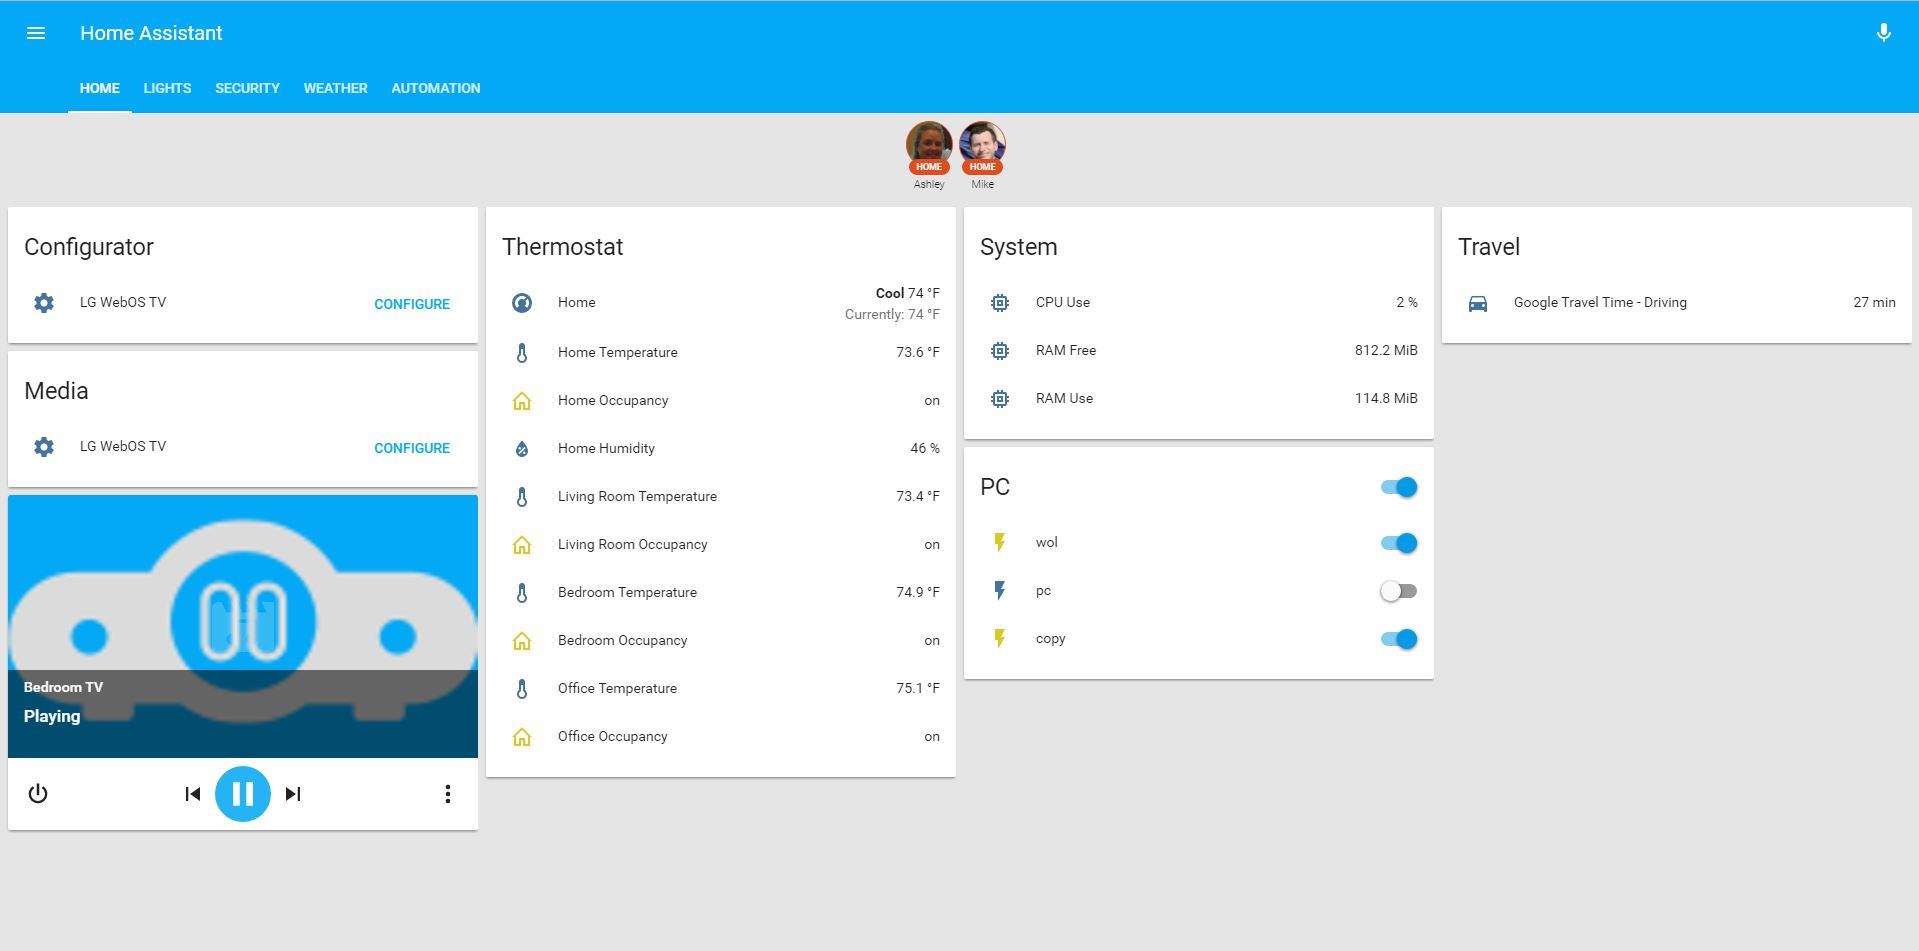 Home Assistant
HOME LIGHTS SECURITY WEATHER AUTOMATION
HOME HOME
Ashley Mike
Configurator
LG WebOS TV CONFIGURE
Media
LG WebOS TV CONFIGURE
Bedroom TV
Playing
Thermostat
Home Cool 74 °F
Currently: 74 °F
Home Temperature 73.6 °F
Home Occupancy on
Home Humidity 46 %
Living Room Temperature 73.4 °F
Living Room Occupancy on
Bedroom Temperature 74.9 °F
Bedroom Occupancy on
Office Temperature 75.1 °F
Office Occupancy on
System
CPU Use 2 %
RAM Free 812.2 MiB
RAM Use 114.8 MiB
PC
wol
pc
copy
Travel
Google Travel Time - Driving 27 min